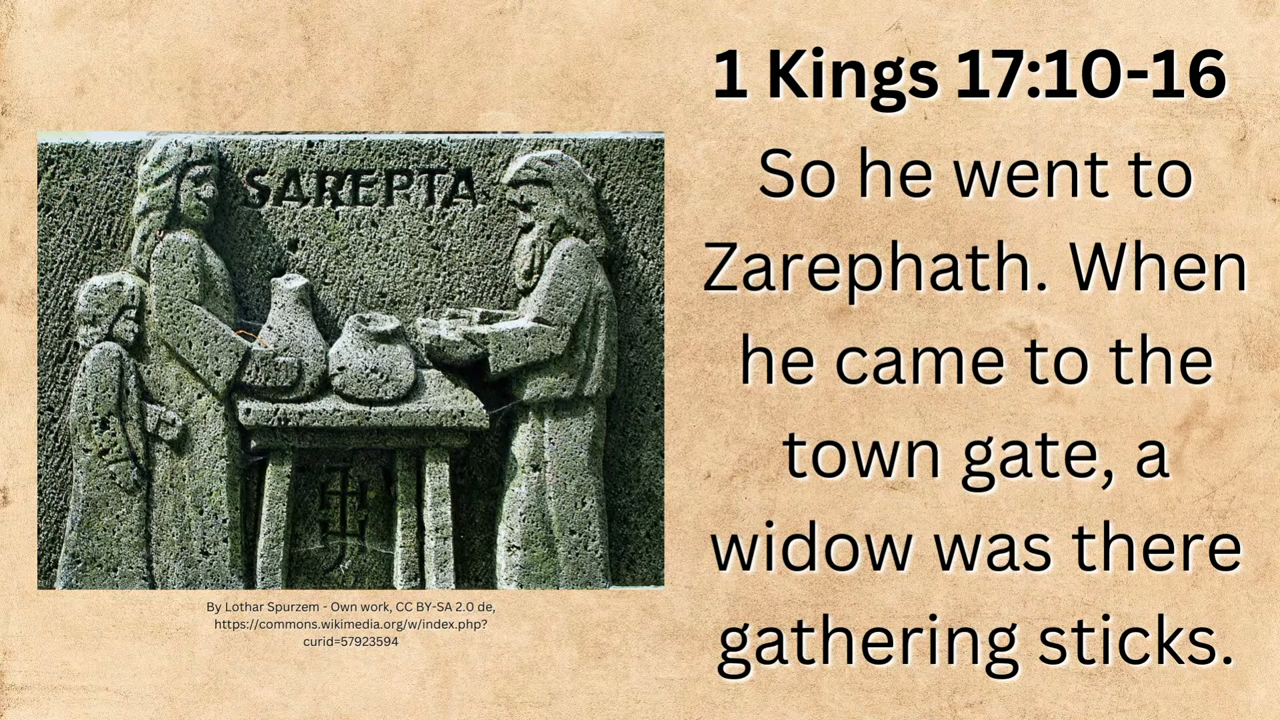 SAREPTA
By Lothar Spurzem - Own work, CC BY-SA 2.0 de,
https://commons.wikimedia.org/w/index.php?
curid=57923594
1 Kings 17:10-16
So he went to
Zarephath. When
he came to the
town gate, a
widow was there
gathering sticks.